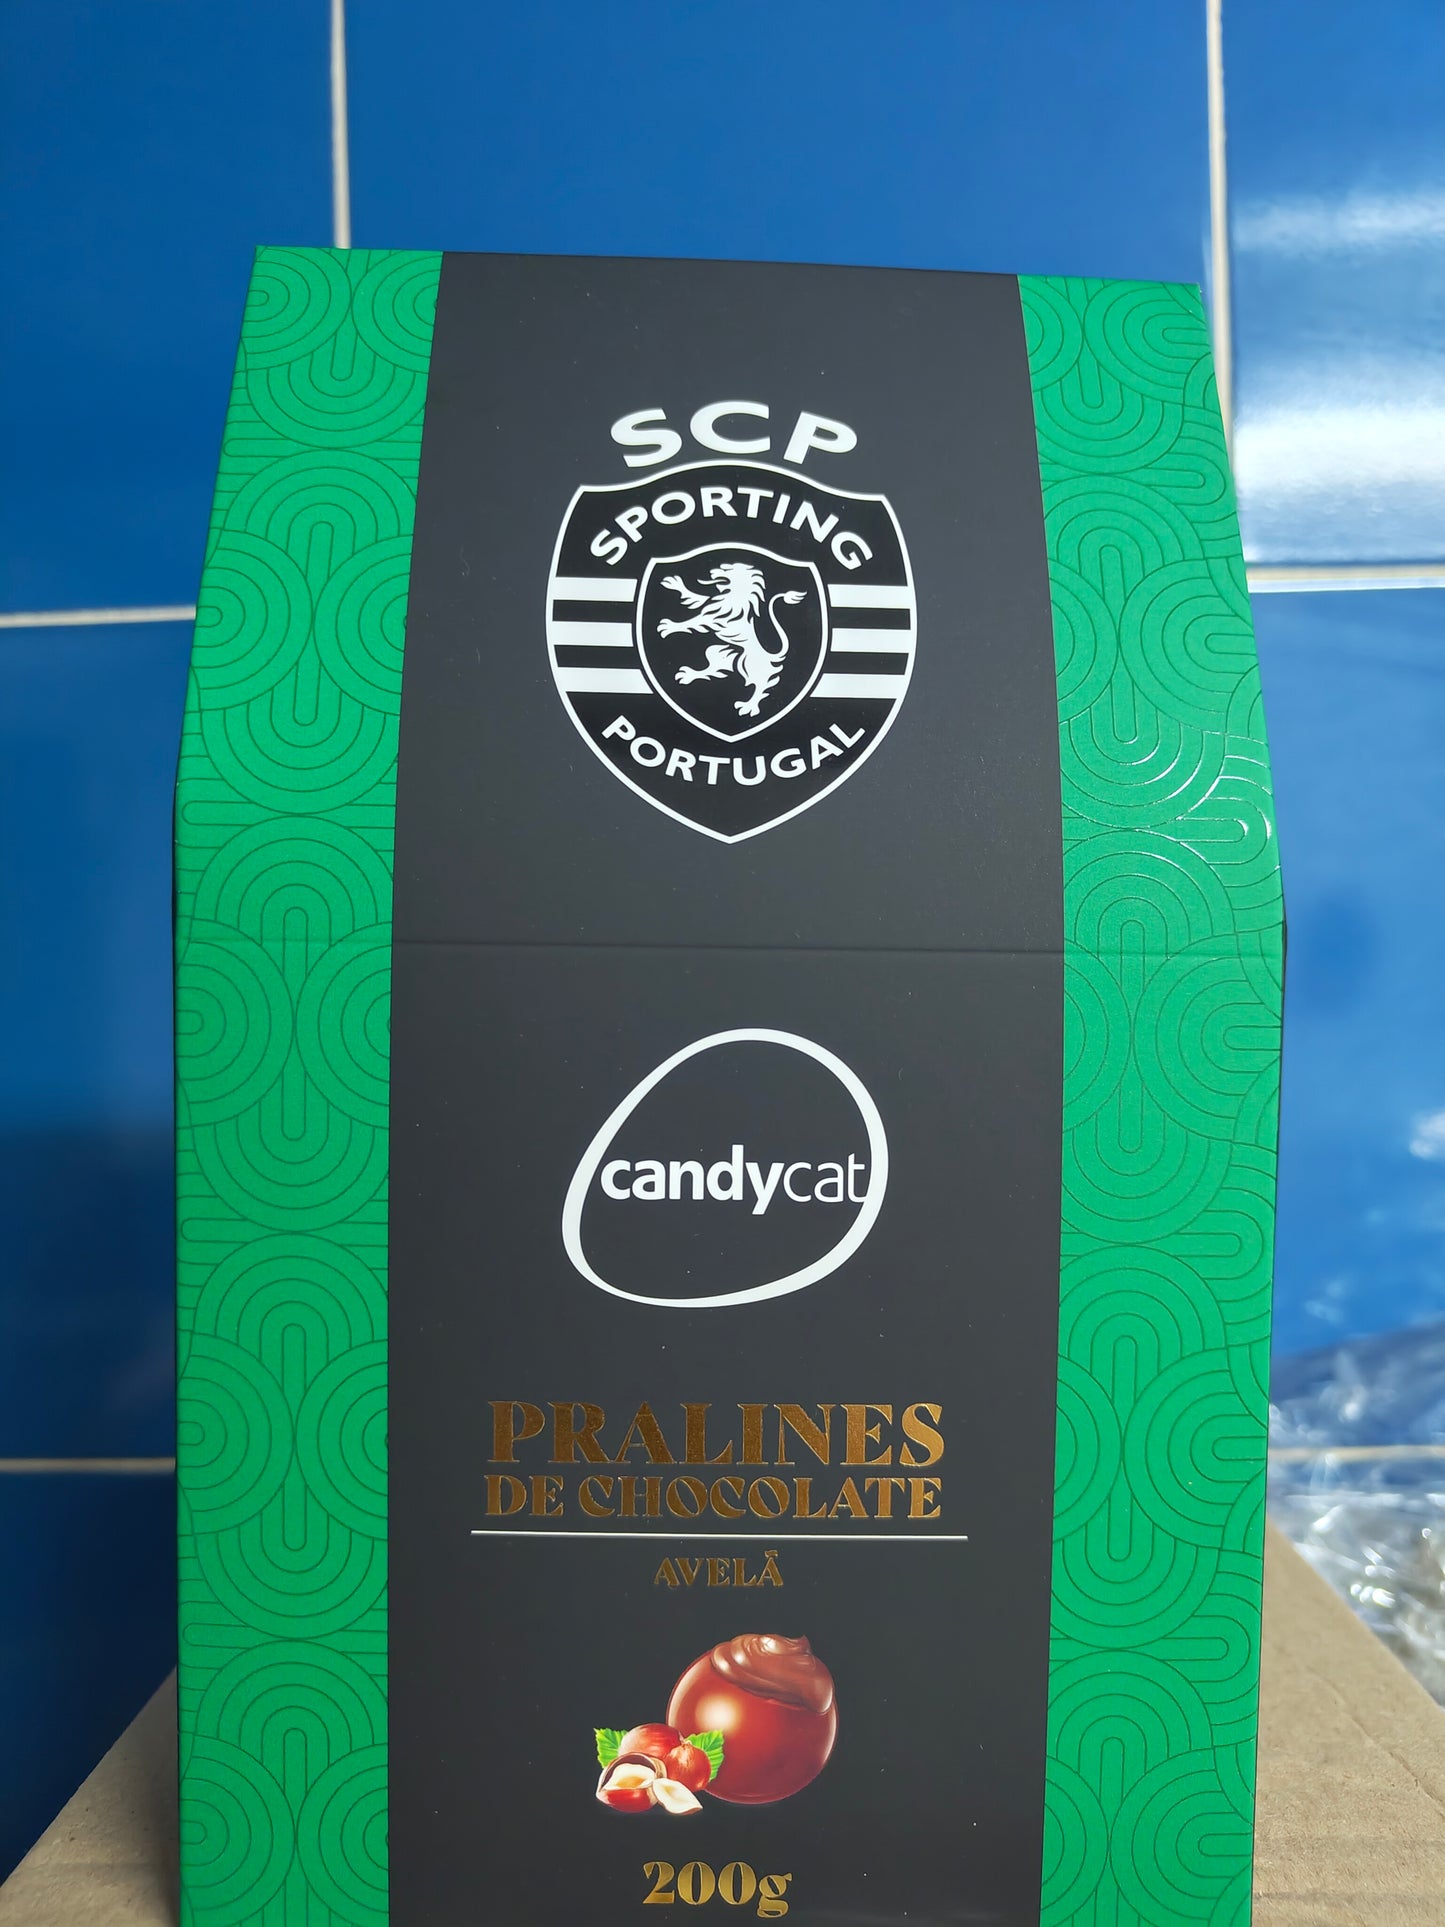 SCP
SPORTING
PORTUGAL
candycat
PRALINES
DE CHOCOLATE
AVELÃ
200g